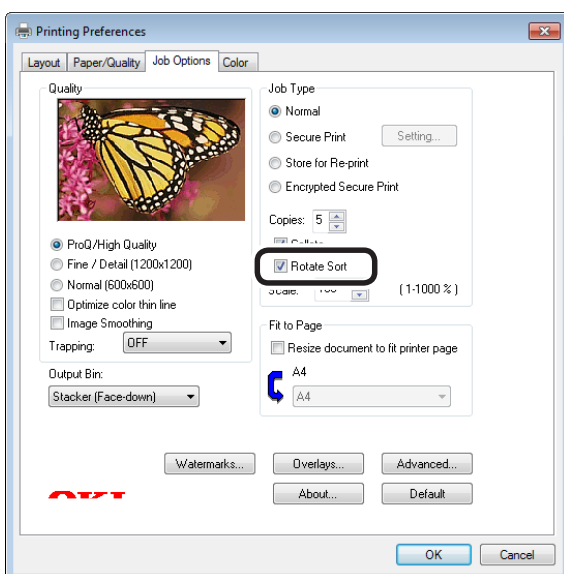 Printing Preferences
Layout
Paper/Quality
Job Options
Color
Quality
ProQ/High Quality
Fine / Detail (1200x1200)
Normal (600x600)
Optimize color thin line
Image Smoothing
Trapping: OFF
Output Bin:
Stacker (Face-down)
Job Type
Normal
Secure Print Setting...
Store for Re-print
Encrypted Secure Print
Copies: 5
Collate
Rotate Sort
Scale: (1-1000 %)
Fit to Page
Resize document to fit printer page
A4
A4
Watermarks... Overlays... Advanced...
OKI About... Default
OK Cancel